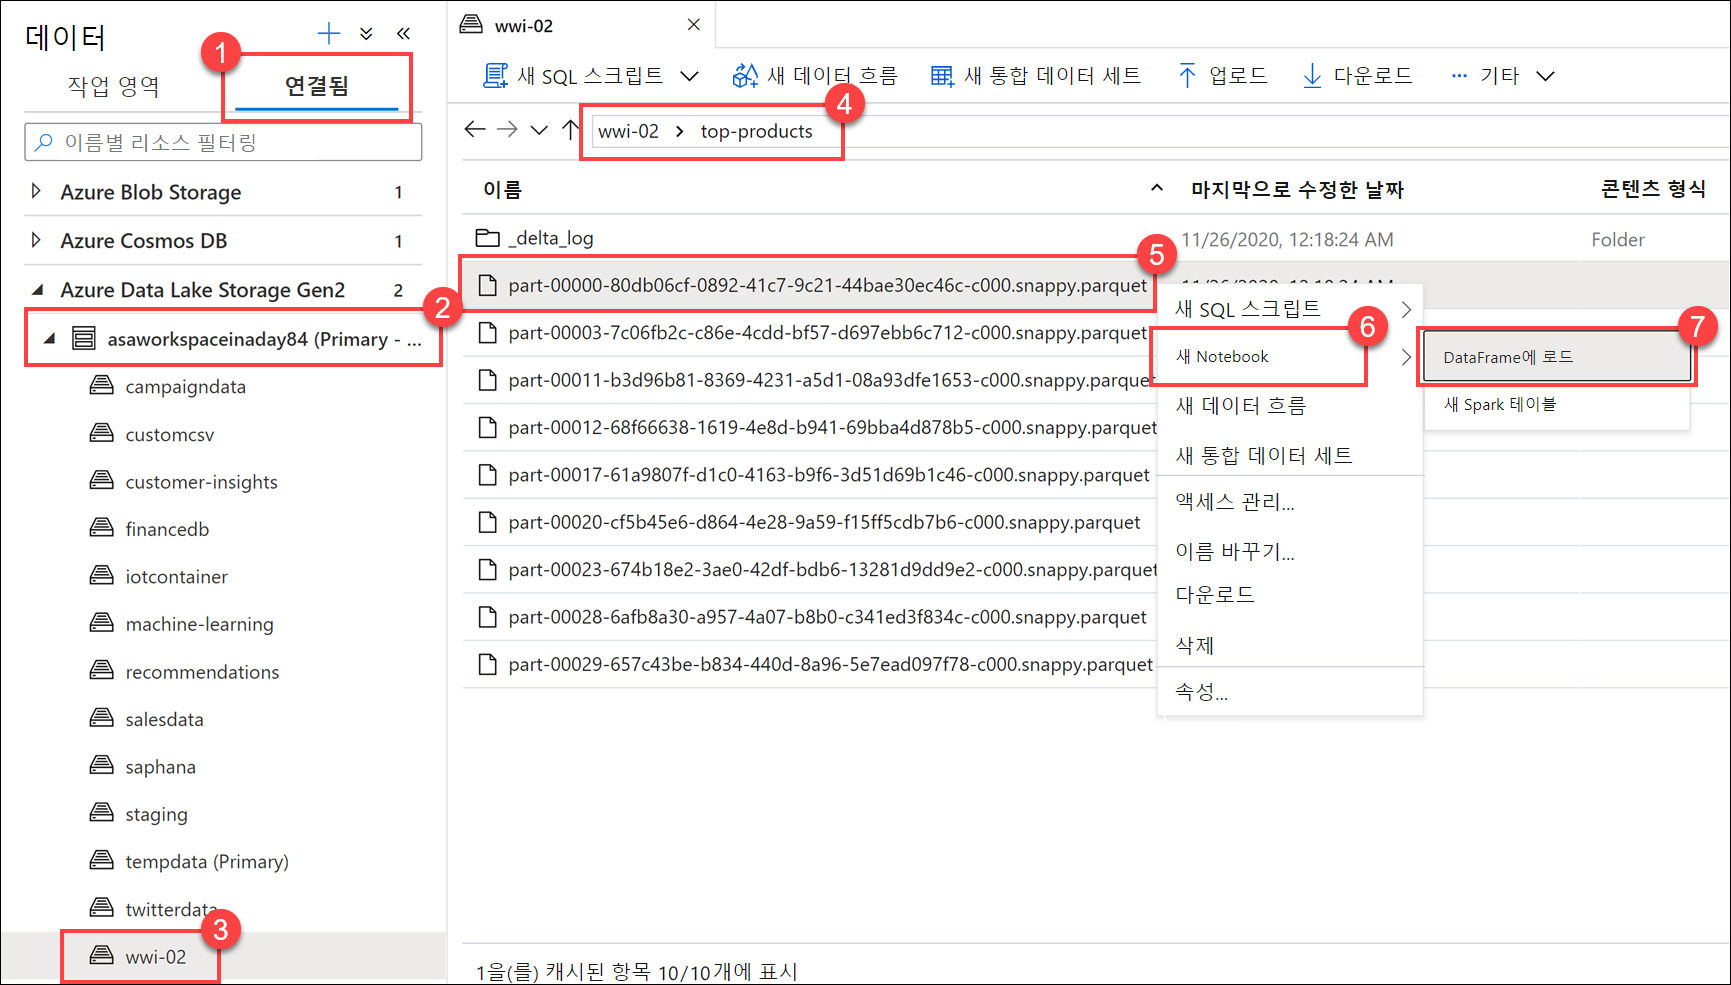 데이터
1
작업 영역
연결됨
이름별 리소스 필터링
Azure Blob Storage 1
Azure Cosmos DB 1
Azure Data Lake Storage Gen2 2
2
asaworkspaceinaday84 (Primary - ...
campaigndata
customcsv
customer-insights
financedb
iotcontainer
machine-learning
recommendations
salesdata
saphana
staging
tempdata (Primary)
twitterdata
3
wwi-02
wwi-02
새 SQL 스크립트
새 데이터 흐름
새 통합 데이터 세트
업로드
다운로드
기타
4
wwi-02 > top-products
이름 마지막으로 수정한 날짜 콘텐츠 형식
_delta_log 11/26/2020, 12:18:24 AM Folder
5
part-00000-80db06cf-0892-41c7-9c21-44bae30ec46c-c000.snappy.parquet
part-00003-7c06fb2c-c86e-4cdd-bf57-d697ebb6c712-c000.snappy.parquet
part-00011-b3d96b81-8369-4231-a5d1-08a93dfe1653-c000.snappy.parquet
part-00012-68f66638-1619-4e8d-b941-69bba4d878b5-c000.snappy.parquet
part-00017-61a9807f-d1c0-4163-b9f6-3d51d69b1c46-c000.snappy.parquet
part-00020-cf5b45e6-d864-4e28-9a59-f15ff5cdb7b6-c000.snappy.parquet
part-00023-674b18e2-3ae0-42df-bdb6-13281d9dd9e2-c000.snappy.parquet
part-00028-6afb8a30-a957-4a07-b8b0-c341ed3f834c-c000.snappy.parquet
part-00029-657c43be-b834-440d-8a96-5e7ead097f78-c000.snappy.parquet
새 SQL 스크립트
6
새 Notebook
새 데이터 흐름
새 통합 데이터 세트
액세스 관리...
이름 바꾸기...
다운로드
삭제
속성...
7
DataFrame에 로드
새 Spark 테이블
1을(를) 캐시된 항목 10/10개에 표시